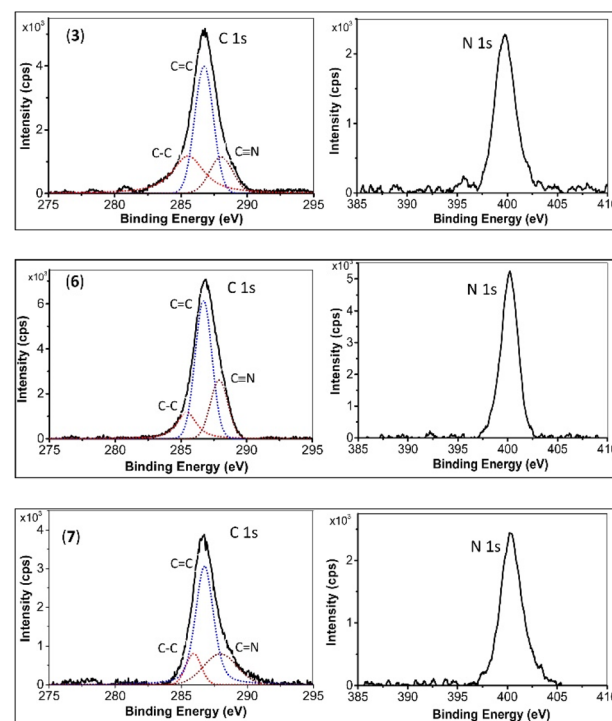 x10³
(3)
C 1s
C=C
C-C
C≡N
4
2
0
275 280 285 290 295
Intensity (cps)
Binding Energy (eV)
x10³
N 1s
2
1
0
385 390 395 400 405 410
Intensity (cps)
Binding Energy (eV)
x10³
(6)
C 1s
C=C
C-C
C≡N
6
4
2
0
275 280 285 290 295
Intensity (cps)
Binding Energy (eV)
x10³
N 1s
5
4
3
2
1
0
385 390 395 400 405 410
Intensity (cps)
Binding Energy (eV)
x10³
(7)
C 1s
C=C
C-C
C=N
4
3
2
1
0
275 280 285 290 295
Intensity (cps)
Binding Energy (eV)
x10³
N 1s
2
1
0
385 390 395 400 405 410
Intensity (cps)
Binding Energy (eV)